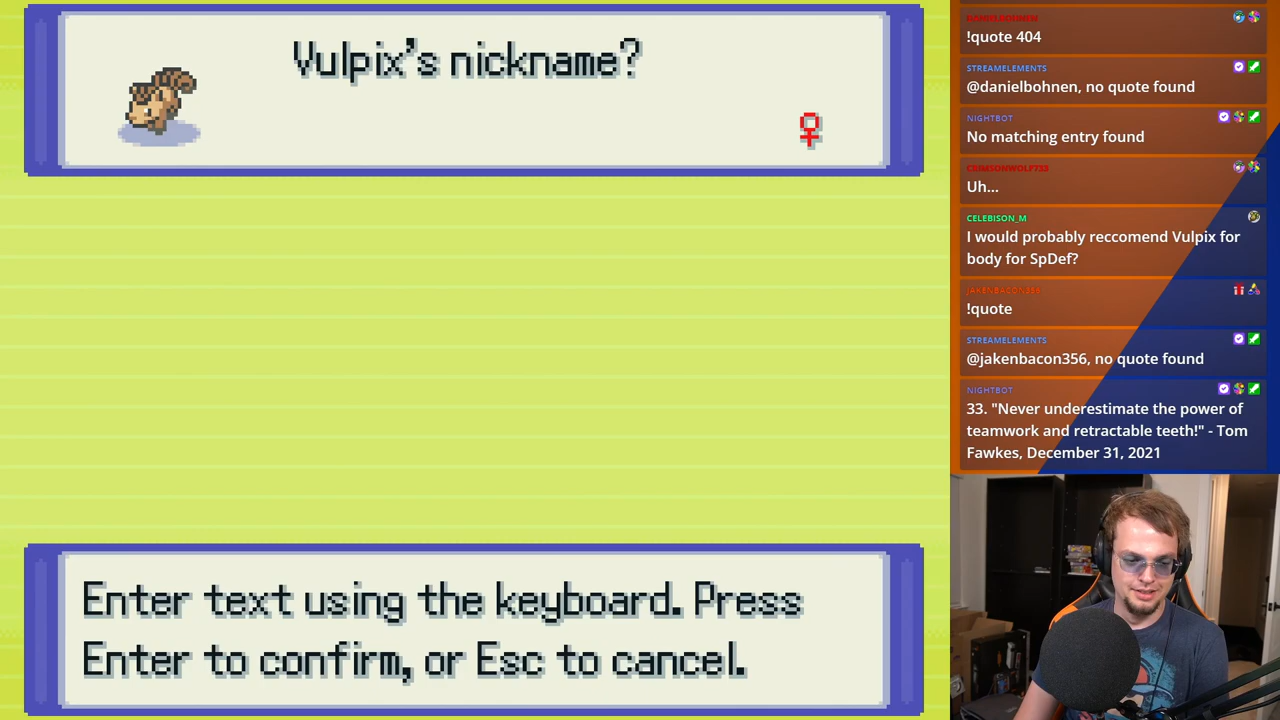 Vulpix's nickname?
♀
Enter text using the keyboard. Press
Enter to confirm, or Esc to cancel.
!quote 404
STREAMELEMENTS
@danielbohnen, no quote found
NIGHTBOT
No matching entry found
CRIMSONWOLF733
Uh...
CELEBISON_M
I would probably reccomend Vulpix for
body for SpDef?
JAKENBACON356
!quote
STREAMELEMENTS
@jakenbacon356, no quote found
NIGHTBOT
33. "Never underestimate the power of
teamwork and retractable teeth!" - Tom
Fawkes, December 31, 2021